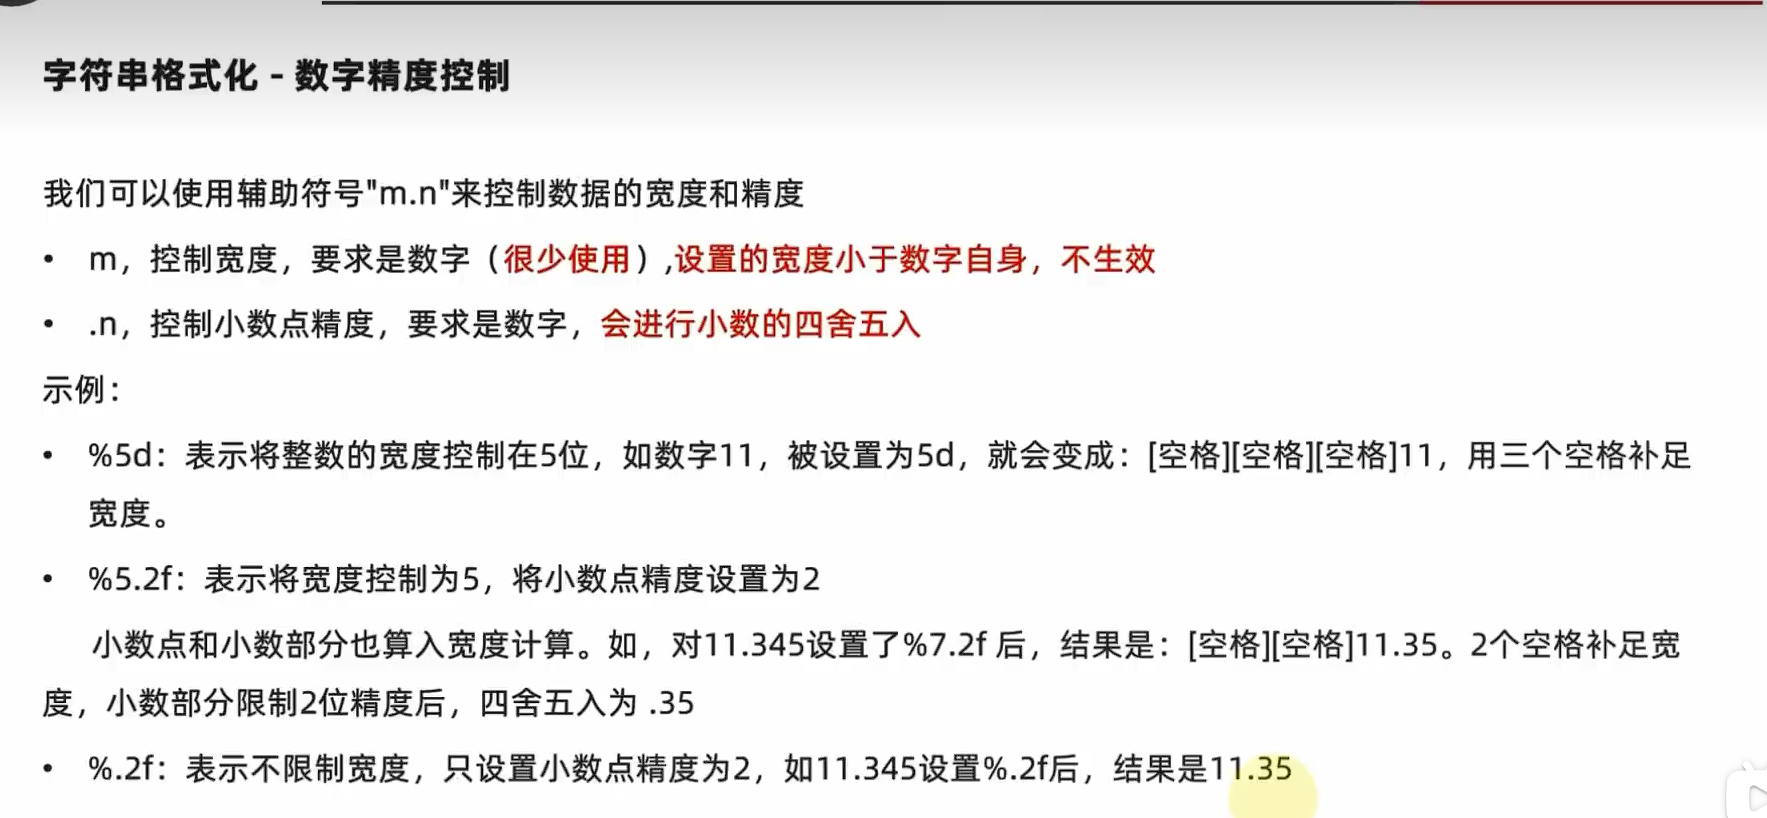 字符串格式化 - 数字精度控制
我们可以使用辅助符号"m.n"来控制数据的宽度和精度
• m，控制宽度，要求是数字（很少使用）,设置的宽度小于数字自身，不生效
• .n，控制小数点精度，要求是数字，会进行小数的四舍五入
示例：
• %5d：表示将整数的宽度控制在5位，如数字11，被设置为5d，就会变成：[空格][空格][空格]11，用三个空格补足
宽度。
• %5.2f：表示将宽度控制为5，将小数点精度设置为2
小数点和小数部分也算入宽度计算。如，对11.345设置了%7.2f 后，结果是：[空格][空格]11.35。2个空格补足宽
度，小数部分限制2位精度后，四舍五入为 .35
• %.2f：表示不限制宽度，只设置小数点精度为2，如11.345设置%.2f后，结果是11.35